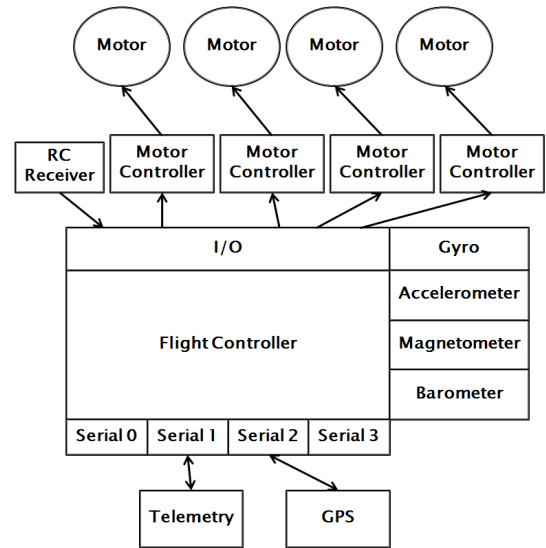 Motor
Motor
Motor
Motor
RC
Receiver
Motor
Controller
Motor
Controller
Motor
Controller
Motor
Controller
I/O
Gyro
Accelerometer
Flight Controller
Magnetometer
Barometer
Serial 0
Serial 1
Serial 2
Serial 3
Telemetry
GPS